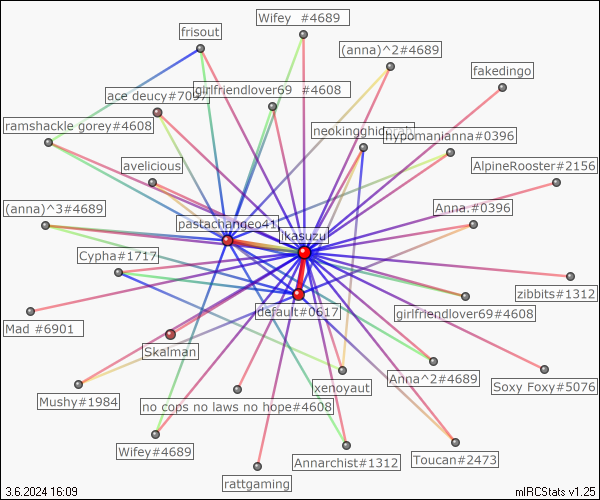 Wifey  #4689
frisout
(anna)^2#4689
fakedingo
girlfriendlover69  #4608
ace deucy#7097
ramshackle gorey#4608
hypomanianna#0396
avelicious
AlpineRooster#2156
(anna)^3#4689
Anna.#0396
pastachangeo41
ikasuzu
Cypha#1717
zibbits#1312
default#0617
girlfriendlover69#4608
Mad #6901
Skalman
Anna^2#4689
xenoyaut
Soxy Foxy#5076
Mushy#1984
no cops no laws no hope#4608
Wifey#4689
Annarchist#1312
Toucan#2473
rattgaming
3.6.2024 16:09
mIRCStats v1.25